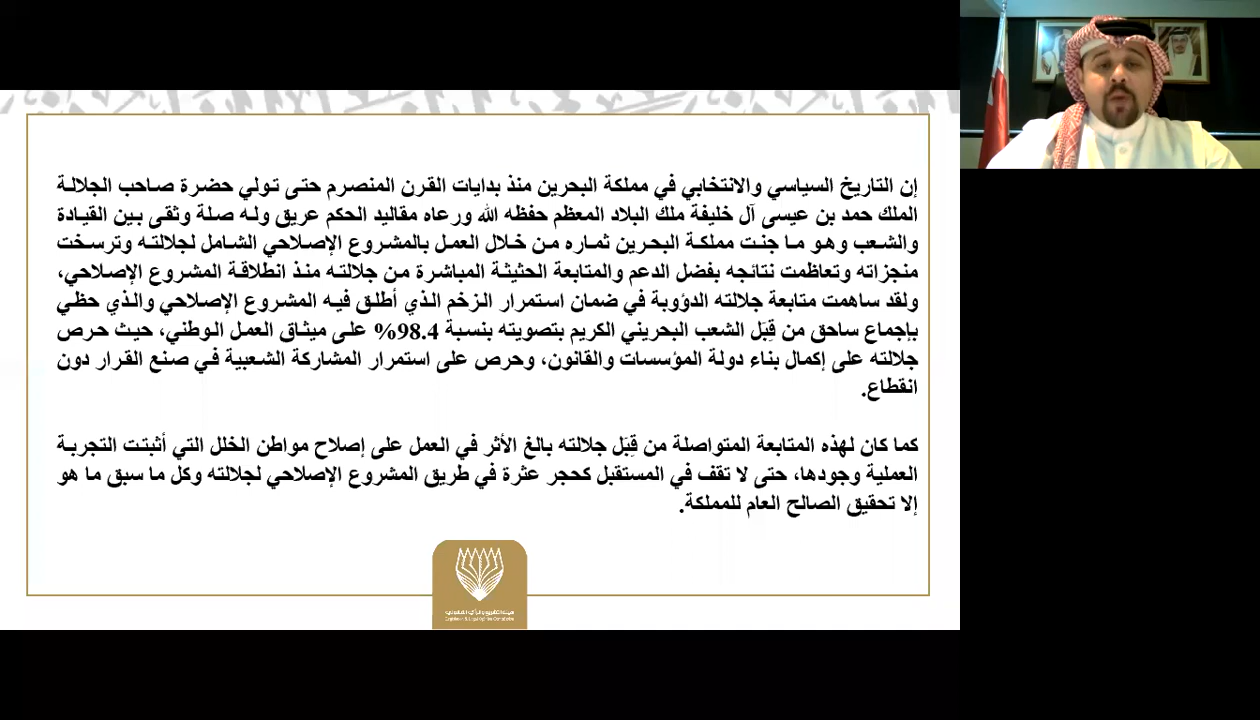 إن التاريخ السياسي والانتخابي في مملكة البحرين منذ بدايات القرن المنصرم حتى تولي حضرة صاحب الجلالة
الملك حمد بن عيسى آل خليفة ملك البلاد المعظم حفظه الله ورعاه مقاليد الحكم عريق وله صلة وثقى بين القيادة
والشعب وهو ما جنت مملكة البحرين ثماره من خلال العمل بالمشروع الإصلاحي الشامل لجلالته وترسخت
منجزاته وتعاظمت نتائجه بفضل الدعم والمتابعة الحثيثة المباشرة من جلالته منذ انطلاقة المشروع الإصلاحي،
ولقد ساهمت متابعة جلالته الدؤوبة في ضمان استمرار الزخم الذي أطلق فيه المشروع الإصلاحي والذي حظي
بإجماع ساحق من قِبَل الشعب البحريني الكريم بتصويته بنسبة 98.4% على ميثاق العمل الوطني، حيث حرص
جلالته على إكمال بناء دولة المؤسسات والقانون، وحرص على استمرار المشاركة الشعبية في صنع القرار دون
انقطاع.
كما كان لهذه المتابعة المتواصلة من قِبَل جلالته بالغ الأثر في العمل على إصلاح مواطن الخلل التي أثبتت التجربة
العملية وجودها، حتى لا تقف في المستقبل كحجر عثرة في طريق المشروع الإصلاحي لجلالته وكل ما سبق ما هو
إلا تحقيق الصالح العام للمملكة.
هيئة التشريع والرأي القانوني